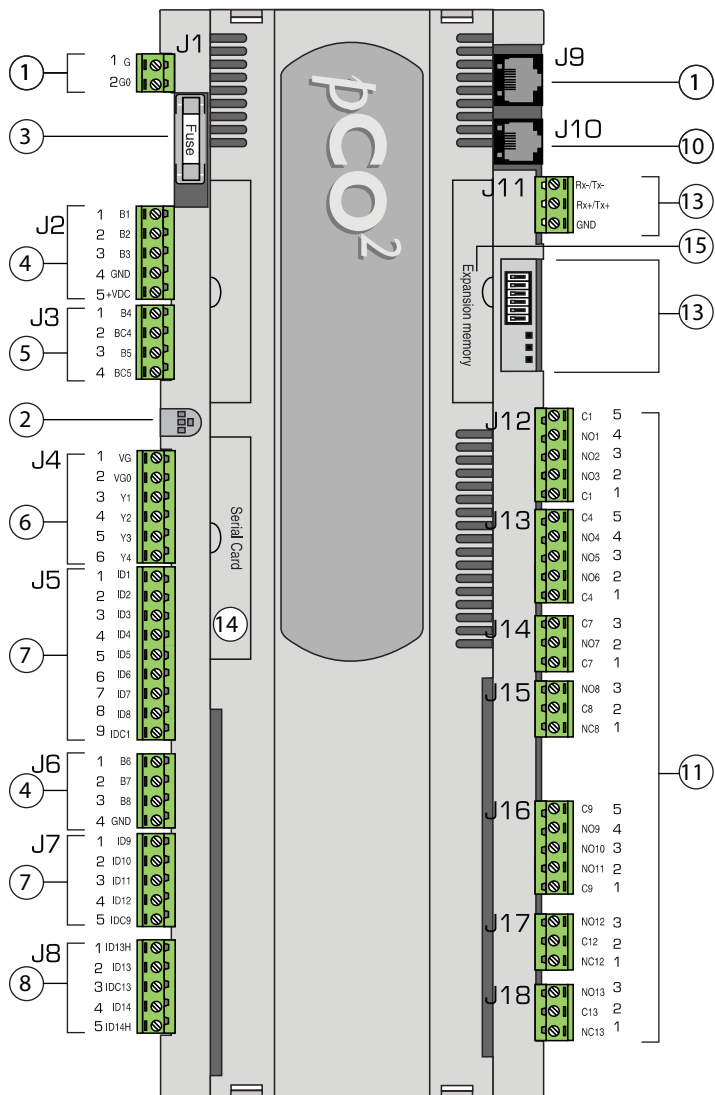 J1
1 G
2 G0
1
3
Fuse
J2
1 B1
2 B2
3 B3
4 GND
5 +VDC
4
J3
1 B4
2 BC4
3 B5
4 BC5
5
2
J4
1 VG
2 VG0
3 Y1
4 Y2
5 Y3
6 Y4
6
J5
1 ID1
2 ID2
3 ID3
4 ID4
5 ID5
6 ID6
7 ID7
8 ID8
9 IDC1
7
J6
1 B6
2 B7
3 B8
4 GND
4
J7
1 ID9
2 ID10
3 ID11
4 ID12
5 IDC9
7
J8
1 ID13H
2 ID13
3 IDC13
4 ID14
5 ID14H
8
pCO2
Serial Card
14
Expansion memory
J9
1
J10
10
J11
Rx-/Tx-
Rx+/Tx+
GND
13
15
13
J12
C1 5
NO1 4
NO2 3
NO3 2
C1 1
J13
C4 5
NO4 4
NO5 3
NO6 2
C4 1
J14
C7 3
NO7 2
C7 1
J15
NO8 3
C8 2
NC8 1
11
J16
C9 5
NO9 4
NO10 3
NO11 2
C9 1
J17
NO12 3
C12 2
NC12 1
J18
NO13 3
C13 2
NC13 1